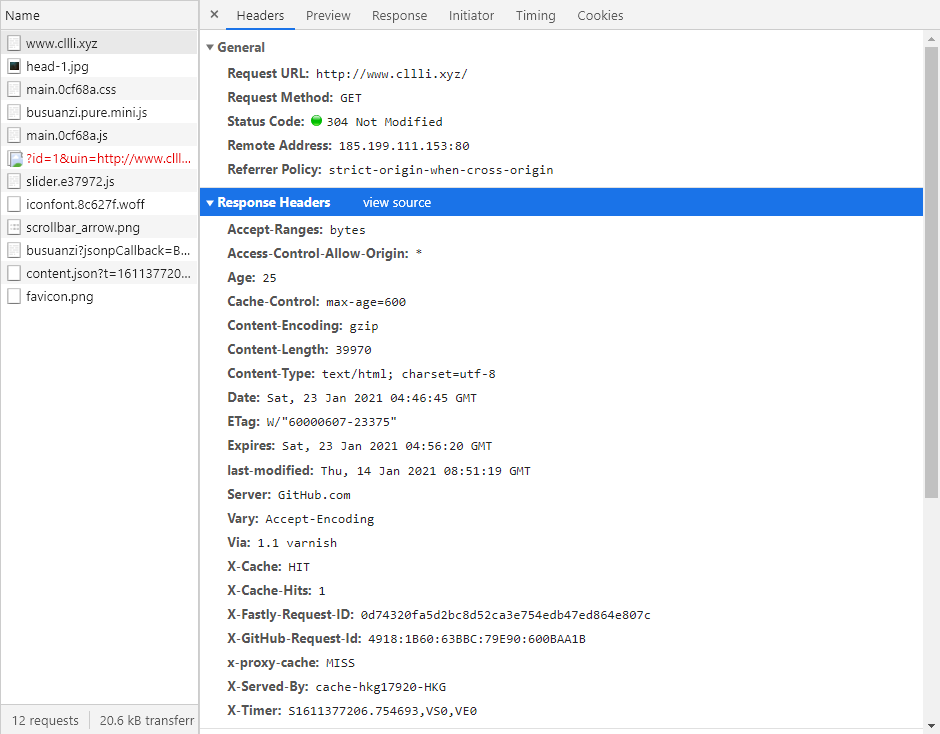 Name
www.cllli.xyz
head-1.jpg
main.0cf68a.css
busuanzi.pure.mini.js
main.0cf68a.js
?id=1&uin=http://www.clll...
slider.e37972.js
iconfont.8c627f.woff
scrollbar_arrow.png
busuanzi?jsonpCallback=B...
content.json?t=161137720...
favicon.png
12 requests 20.6 kB transferr
× Headers Preview Response Initiator Timing Cookies
General
Request URL: http://www.cllli.xyz/
Request Method: GET
Status Code: 304 Not Modified
Remote Address: 185.199.111.153:80
Referrer Policy: strict-origin-when-cross-origin
Response Headers view source
Accept-Ranges: bytes
Access-Control-Allow-Origin: *
Age: 25
Cache-Control: max-age=600
Content-Encoding: gzip
Content-Length: 39970
Content-Type: text/html; charset=utf-8
Date: Sat, 23 Jan 2021 04:46:45 GMT
ETag: W/"60000607-23375"
Expires: Sat, 23 Jan 2021 04:56:20 GMT
last-modified: Thu, 14 Jan 2021 08:51:19 GMT
Server: GitHub.com
Vary: Accept-Encoding
Via: 1.1 varnish
X-Cache: HIT
X-Cache-Hits: 1
X-Fastly-Request-ID: 0d74320fa5d2bc8d52ca3e754edb47ed864e807c
X-GitHub-Request-Id: 4918:1B60:63BBC:79E90:600BAA1B
x-proxy-cache: MISS
X-Served-By: cache-hkg17920-HKG
X-Timer: S1611377206.754693,VS0,VE0